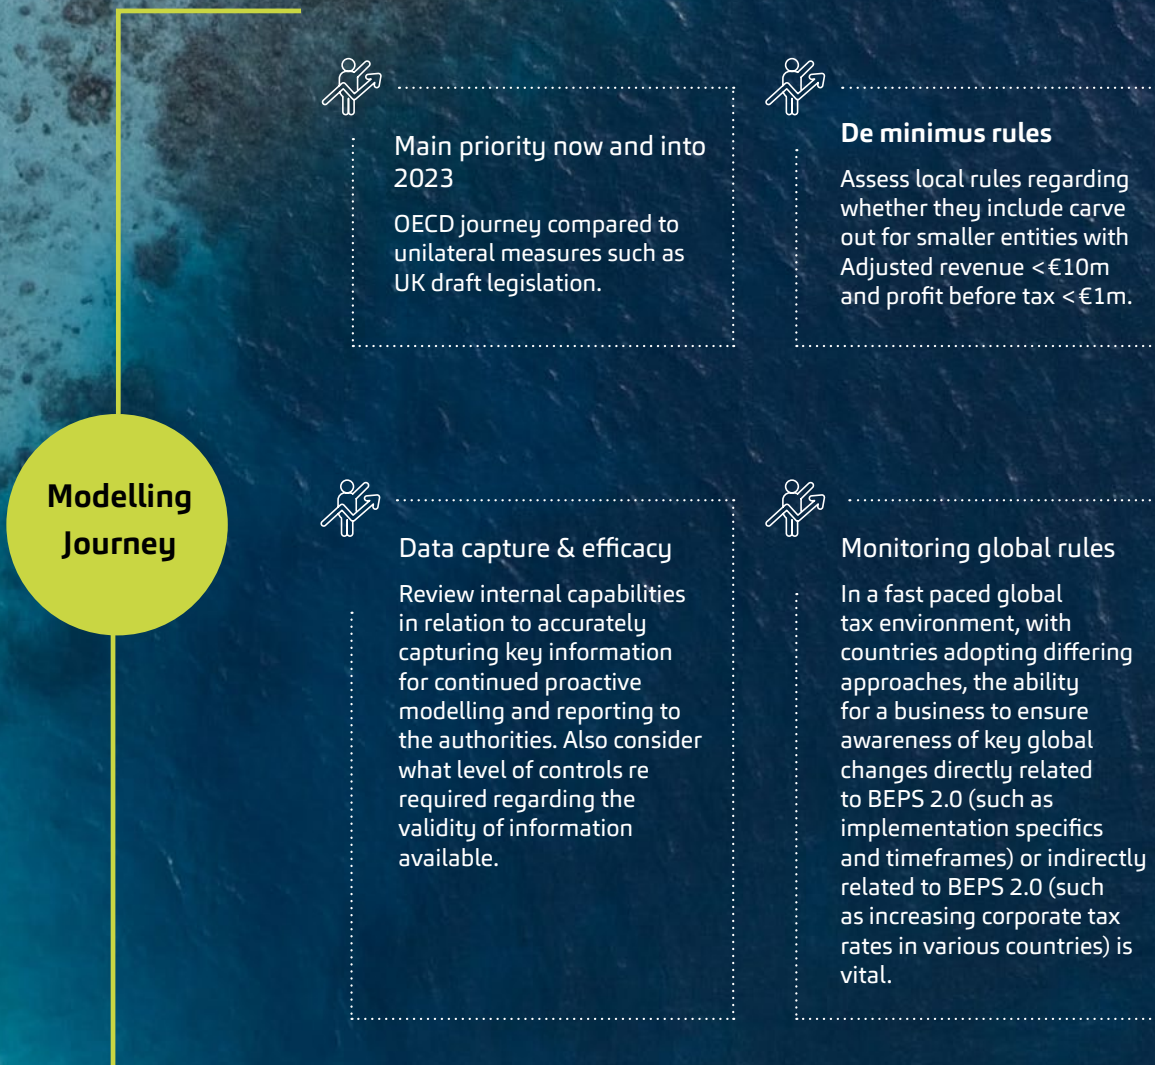 Main priority now and into
2023
OECD journey compared to
unilateral measures such as
UK draft legislation.
De minimus rules
Assess local rules regarding
whether they include carve
out for smaller entities with
Adjusted revenue <€10m
and profit before tax <€1m.
Modelling
Journey
Data capture & efficacy
Review internal capabilities
in relation to accurately
capturing key information
for continued proactive
modelling and reporting to
the authorities. Also consider
what level of controls re
required regarding the
validity of information
available.
Monitoring global rules
In a fast paced global
tax environment, with
countries adopting differing
approaches, the ability
for a business to ensure
awareness of key global
changes directly related
to BEPS 2.0 (such as
implementation specifics
and timeframes) or indirectly
related to BEPS 2.0 (such
as increasing corporate tax
rates in various countries) is
vital.